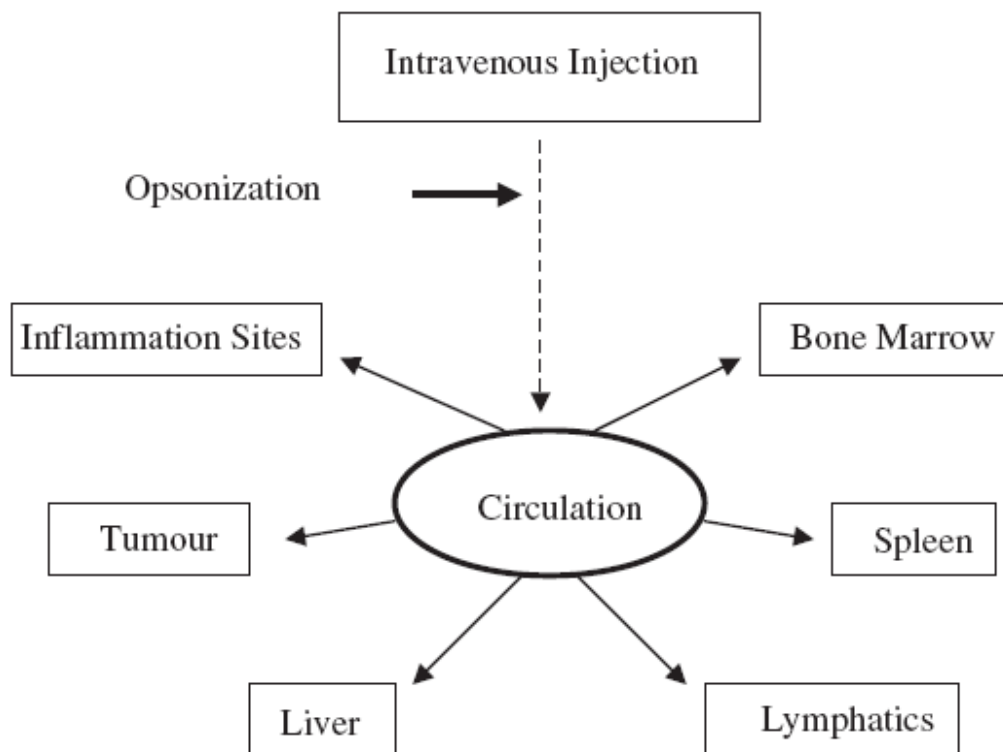 Intravenous Injection
Opsonization
Inflammation Sites
Bone Marrow
Circulation
Tumour
Spleen
Liver
Lymphatics